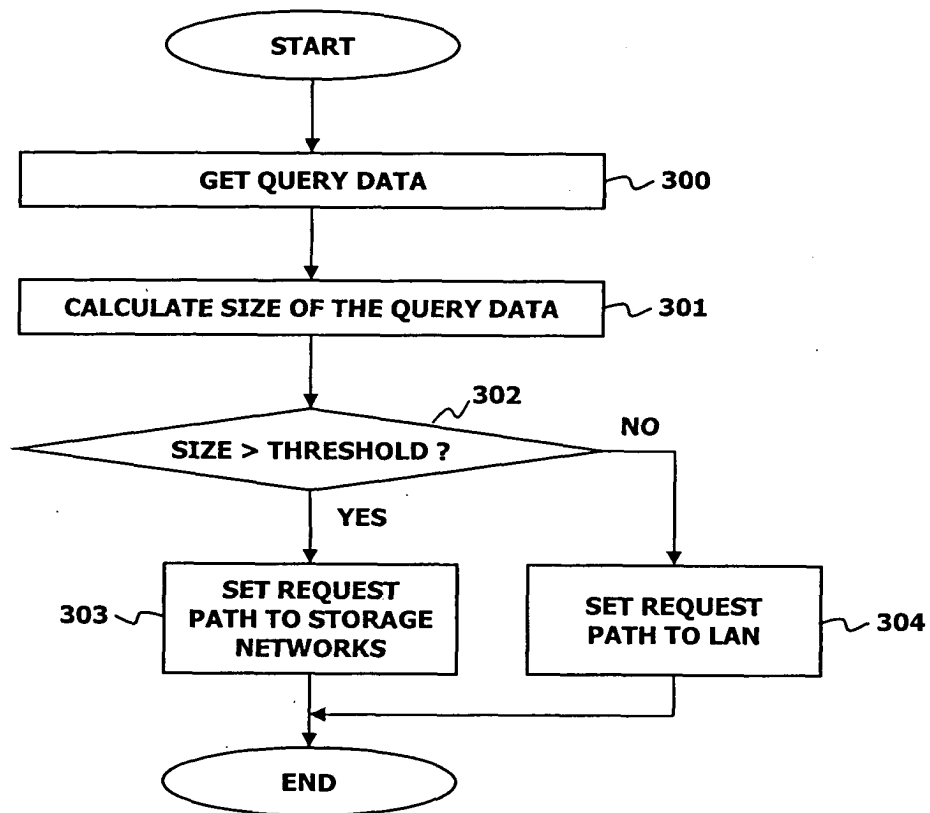 START
GET QUERY DATA
300
CALCULATE SIZE OF THE QUERY DATA
301
302
SIZE > THRESHOLD ?
NO
YES
303
SET REQUEST
PATH TO STORAGE
NETWORKS
SET REQUEST
PATH TO LAN
304
END